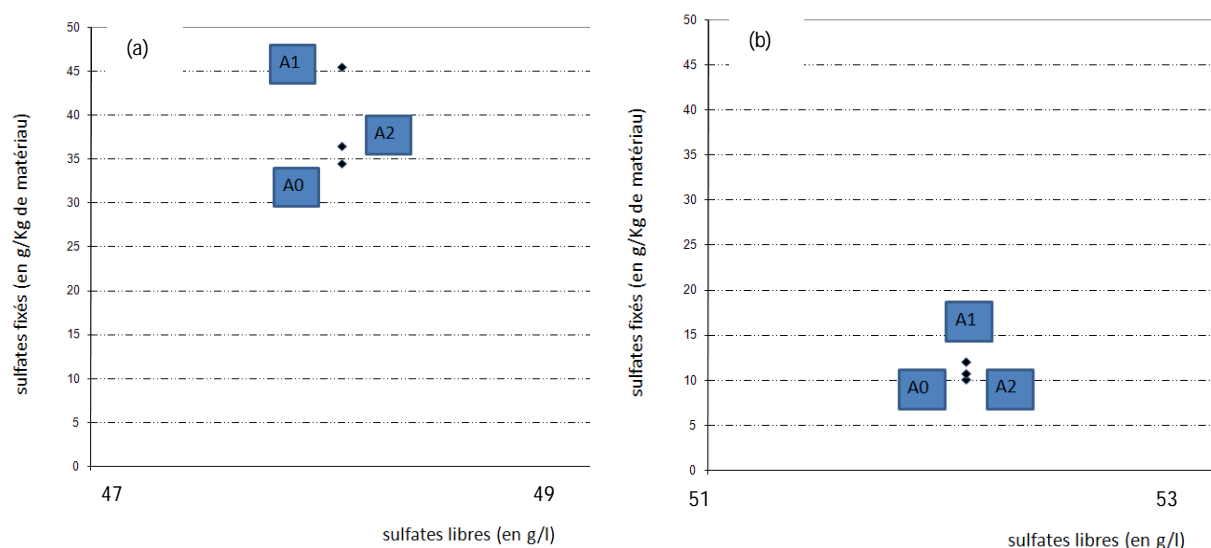 (a)
sulfates fixés (en g/Kg de matériau)
50
45
40
35
30
25
20
15
10
5
0
A1
A2
A0
47
49
sulfates libres (en g/l)
(b)
sulfates fixés (en g/Kg de matériau)
50
45
40
35
30
25
20
15
10
5
0
A1
A0
A2
51
53
sulfates libres (en g/l)